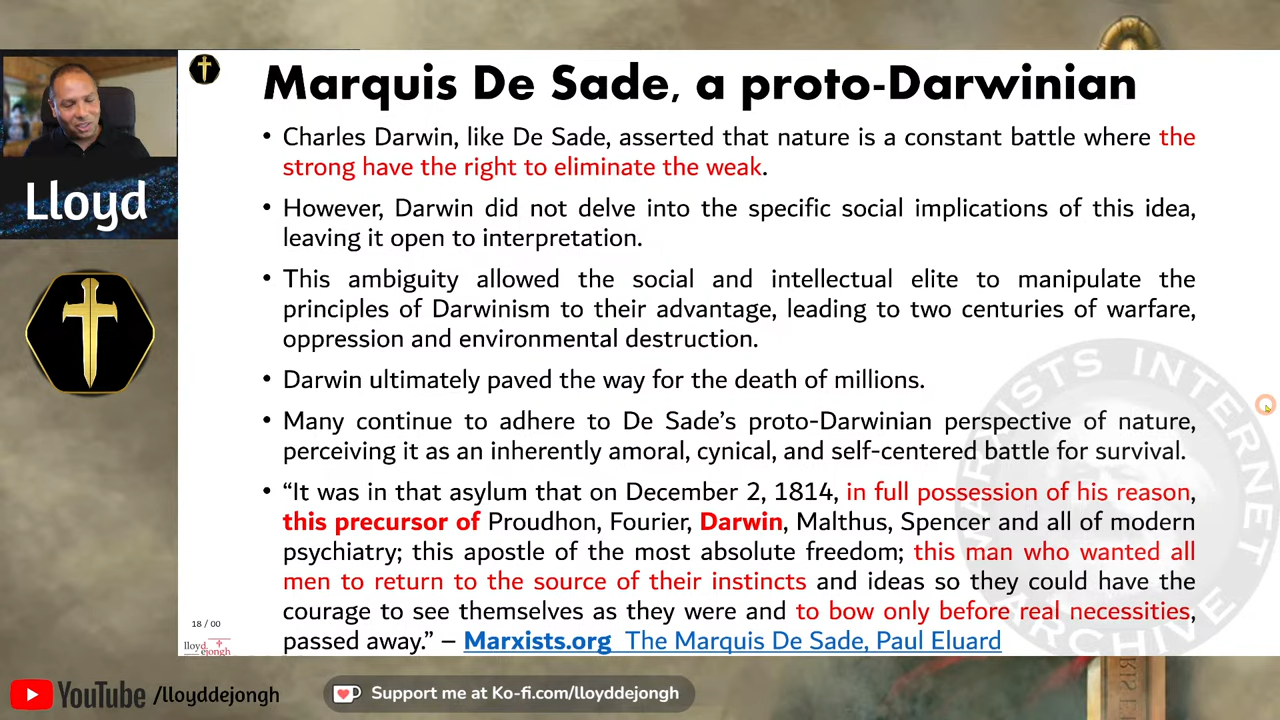 Marquis De Sade, a proto-Darwinian
• Charles Darwin, like De Sade, asserted that nature is a constant battle where the
strong have the right to eliminate the weak.
• However, Darwin did not delve into the specific social implications of this idea,
leaving it open to interpretation.
• This ambiguity allowed the social and intellectual elite to manipulate the
principles of Darwinism to their advantage, leading to two centuries of warfare,
oppression and environmental destruction.
• Darwin ultimately paved the way for the death of millions.
• Many continue to adhere to De Sade’s proto-Darwinian perspective of nature,
perceiving it as an inherently amoral, cynical, and self-centered battle for survival.
• “It was in that asylum that on December 2, 1814, in full possession of his reason,
this precursor of Proudhon, Fourier, Darwin, Malthus, Spencer and all of modern
psychiatry; this apostle of the most absolute freedom; this man who wanted all
men to return to the source of their instincts and ideas so they could have the
courage to see themselves as they were and to bow only before real necessities,
passed away.” – Marxists.org The Marquis De Sade, Paul Eluard
Lloyd
18 / 00
lloyd
ejongh
MARXISTS INTERNET
ARCHIVE
YouTube /lloyddejongh
Support me at Ko-fi.com/lloyddejongh